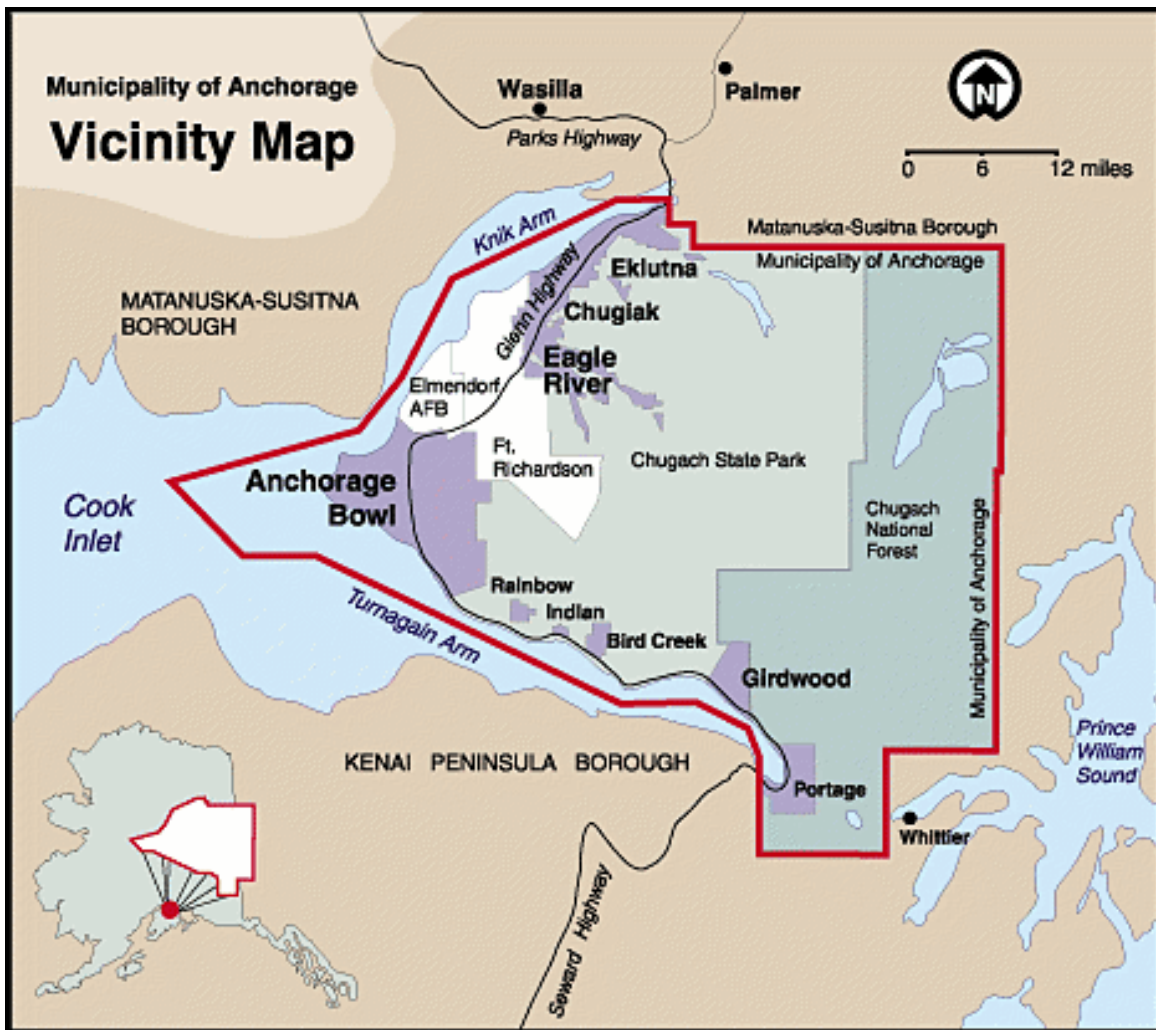 Municipality of Anchorage
Vicinity Map
Wasilla
Palmer
Parks Highway
N
0 6 12 miles
Knik Arm
Matanuska-Susitna Borough
Municipality of Anchorage
MATANUSKA-SUSITNA
BOROUGH
Glenn Highway
Eklutna
Chugiak
Eagle
River
Elmendorf
AFB
Ft.
Richardson
Chugach State Park
Anchorage
Bowl
Cook
Inlet
Chugach
National
Forest
Municipality of Anchorage
Rainbow
Indian
Bird Creek
Turnagain Arm
Girdwood
KENAI PENINSULA BOROUGH
Prince
William
Sound
Portage
Whittier
Seward Highway